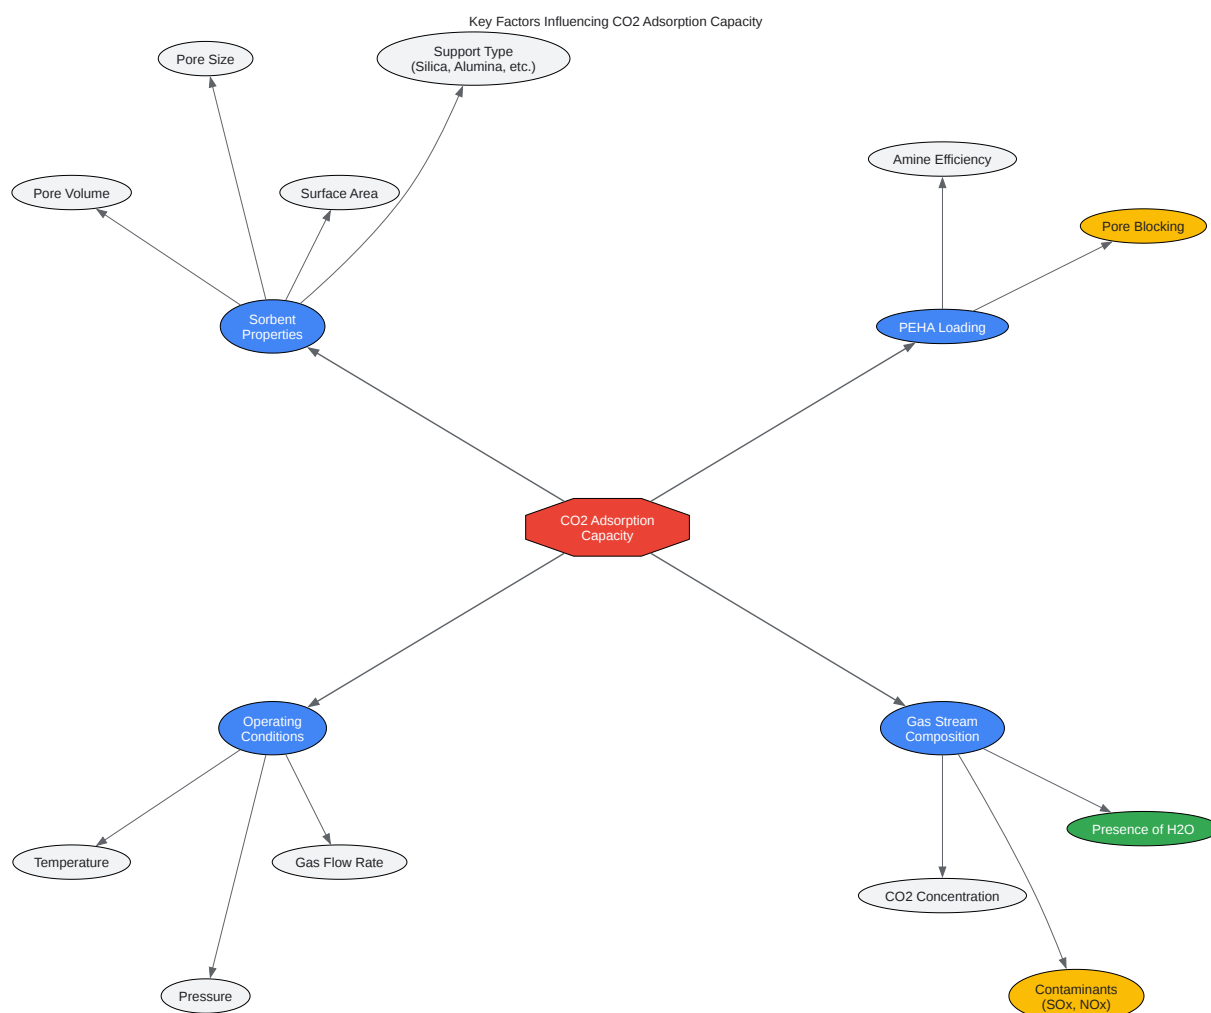 Key Factors Influencing CO2 Adsorption Capacity
Pore Size
Support Type
(Silica, Alumina, etc.)
Amine Efficiency
Pore Volume
Surface Area
Pore Blocking
Sorbent
Properties
PEHA Loading
CO2 Adsorption
Capacity
Operating
Conditions
Gas Stream
Composition
Presence of H2O
Temperature
Gas Flow Rate
CO2 Concentration
Pressure
Contaminants
(SOx, NOx)